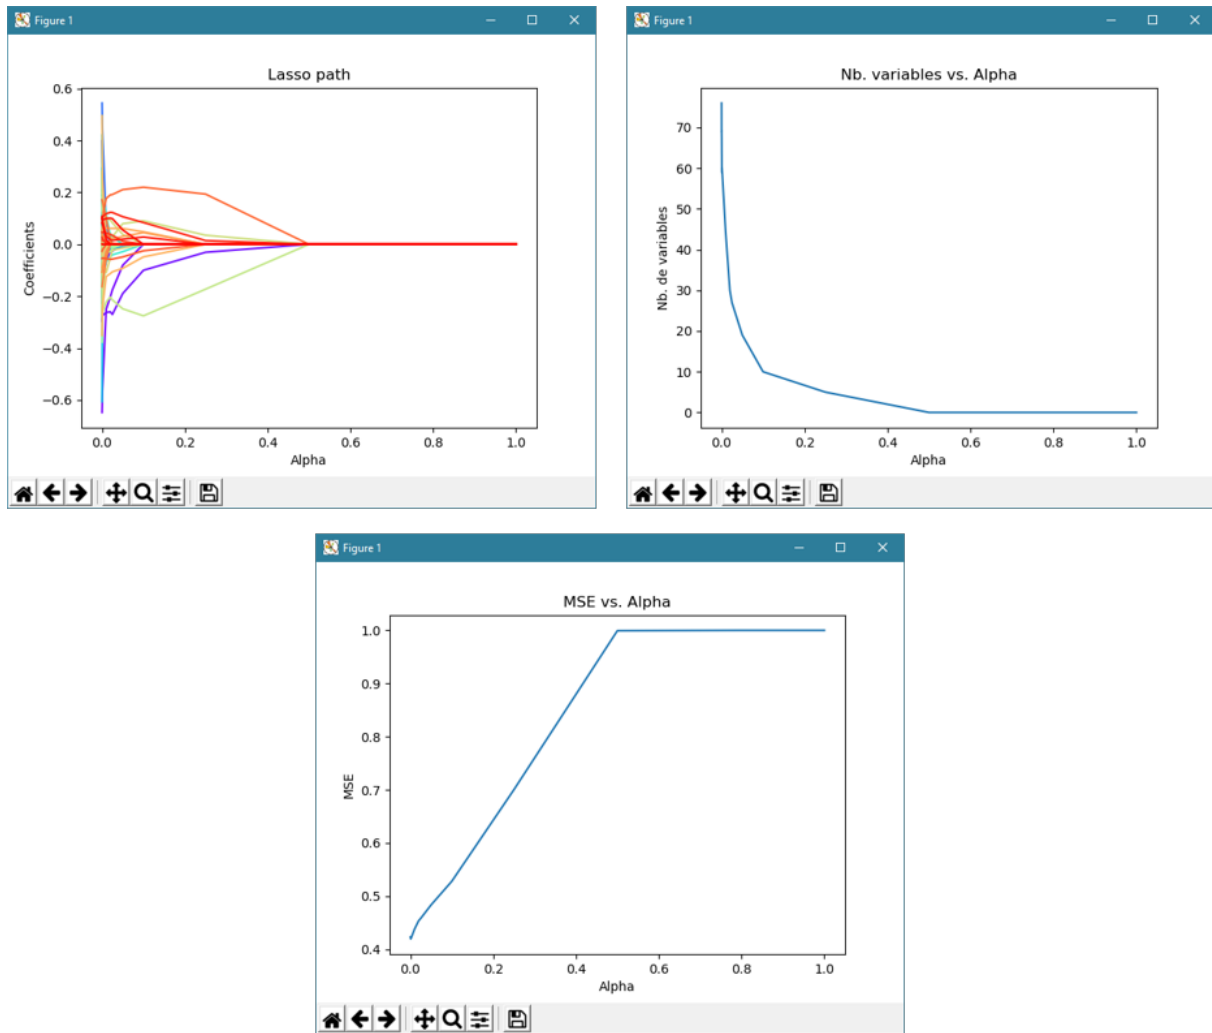 Figure 1
Lasso path
0.6
0.4
0.2
0.0
−0.2
−0.4
−0.6
Coefficients
0.0 0.2 0.4 0.6 0.8 1.0
Alpha
Figure 1
Nb. variables vs. Alpha
70
60
50
40
30
20
10
0
Nb. de variables
0.0 0.2 0.4 0.6 0.8 1.0
Alpha
Figure 1
MSE vs. Alpha
1.0
0.9
0.8
0.7
0.6
0.5
0.4
MSE
0.0 0.2 0.4 0.6 0.8 1.0
Alpha